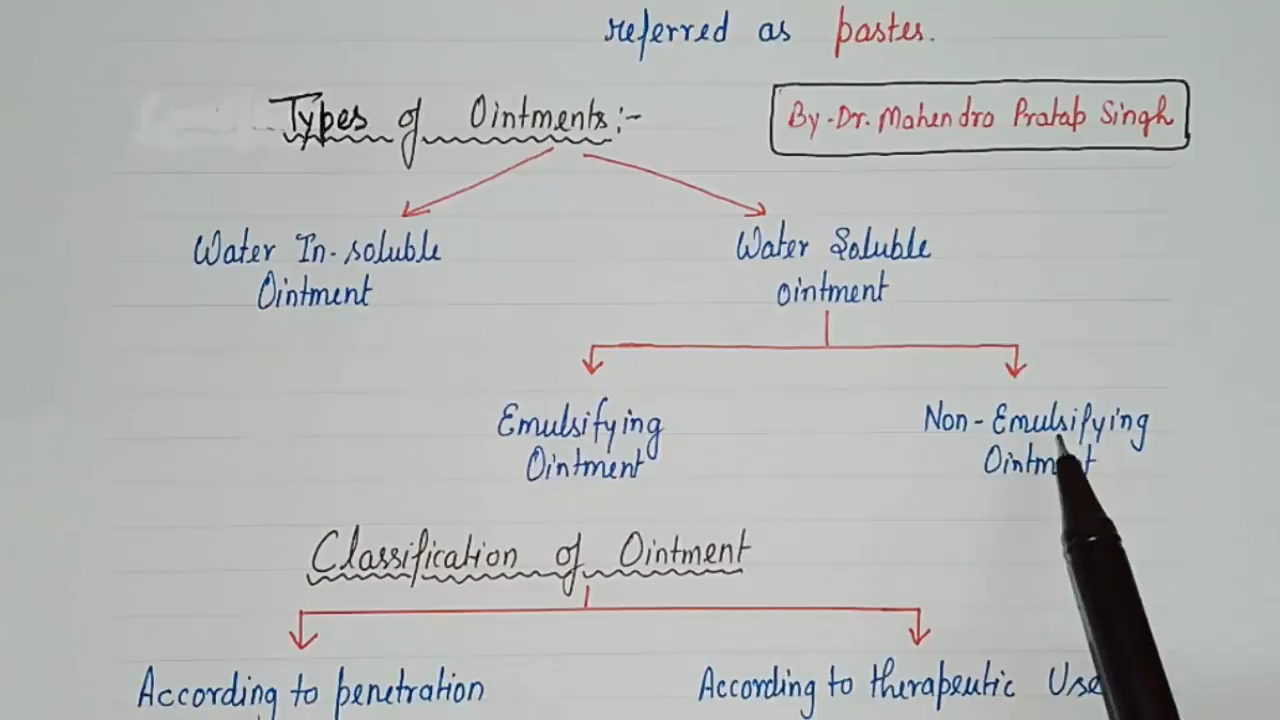 referred as pastes.
Types of Ointments:-
By-Dr. Mahendra Pratap Singh
Water In-soluble
Ointment
Water Soluble
ointment
Emulsifying
Ointment
Non-Emulsifying
Ointment
Classification of Ointment
According to penetration
According to therapeutic Use